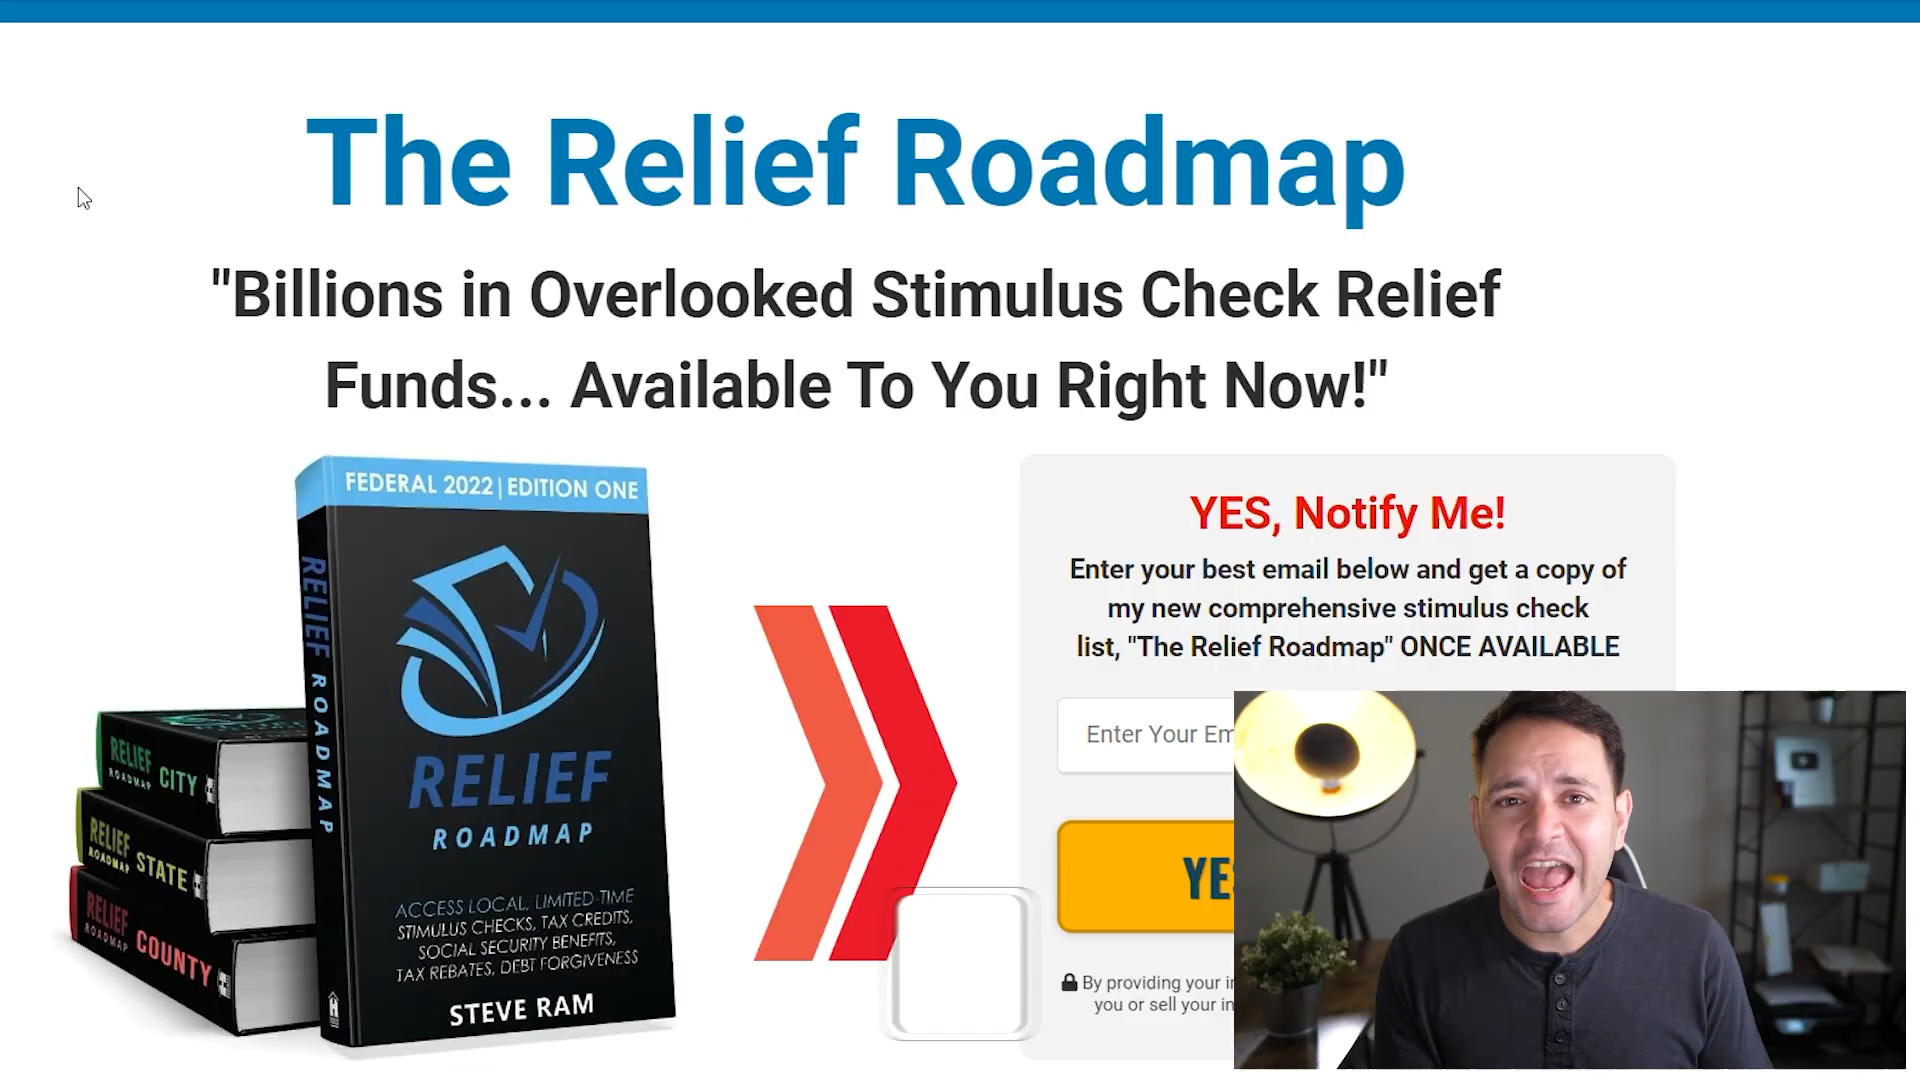 The Relief Roadmap
"Billions in Overlooked Stimulus Check Relief
Funds... Available To You Right Now!"
FEDERAL 2022 | EDITION ONE
RELIEF ROADMAP
RELIEF
ROADMAP
ACCESS LOCAL, LIMITED-TIME
STIMULUS CHECKS, TAX CREDITS,
SOCIAL SECURITY BENEFITS,
TAX REBATES, DEBT FORGIVENESS
STEVE RAM
RELIEF
ROADMAP
CITY
RELIEF
ROADMAP
STATE
RELIEF
ROADMAP
COUNTY
YES, Notify Me!
Enter your best email below and get a copy of
my new comprehensive stimulus check
list, "The Relief Roadmap" ONCE AVAILABLE
Enter Your Em
YE
By providing your i
you or sell your in